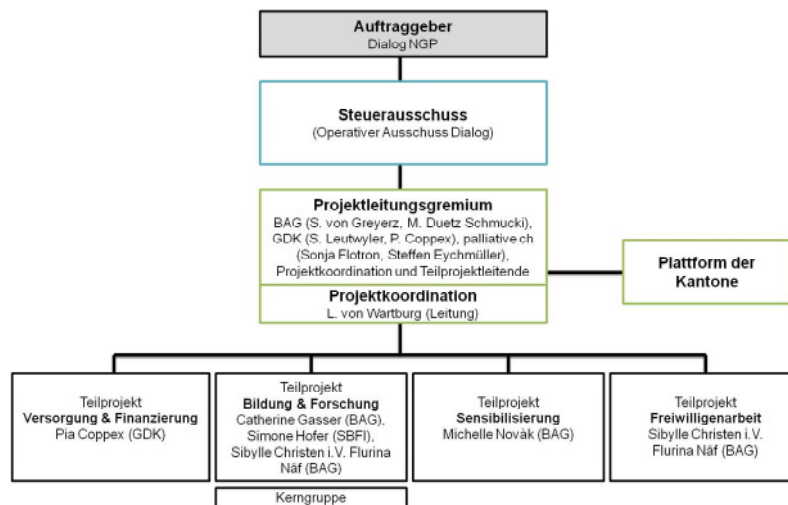 Auftraggeber
Dialog NGP
Steuerausschuss
(Operativer Ausschuss Dialog)
Projektleitungsgremium
BAG (S. von Greyerz, M. Duetz Schmucki),
GDK (S. Leutwyler, P. Coppex), palliative ch
(Sonja Flotron, Steffen Eychmüller),
Projektkoordination und Teilprojektleitende
Plattform der
Kantone
Projektkoordination
L. von Wartburg (Leitung)
Teilprojekt
Versorgung & Finanzierung
Pia Coppex (GDK)
Teilprojekt
Bildung & Forschung
Catherine Gasser (BAG).
Simone Hofer (SBFI),
Sibylle Christen i.V. Flurina
Näf (BAG)
Teilprojekt
Sensibilisierung
Michelle Novàk (BAG)
Teilprojekt
Freiwilligenarbeit
Sibylle Christen i.V.
Flurina Näf (BAG)
Kerngruppe